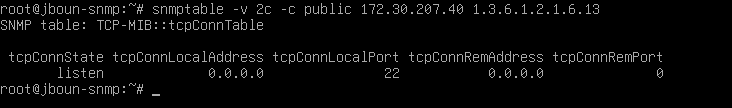 root@jboun-snmp:~# snmptable -v 2c -c public 172.30.207.40 1.3.6.1.2.1.6.13
SNMP table: TCP-MIB::tcpConnTable
tcpConnState tcpConnLocalAddress tcpConnLocalPort tcpConnRemAddress tcpConnRemPort
listen 0.0.0.0 22 0.0.0.0 0
root@jboun-snmp:~# _